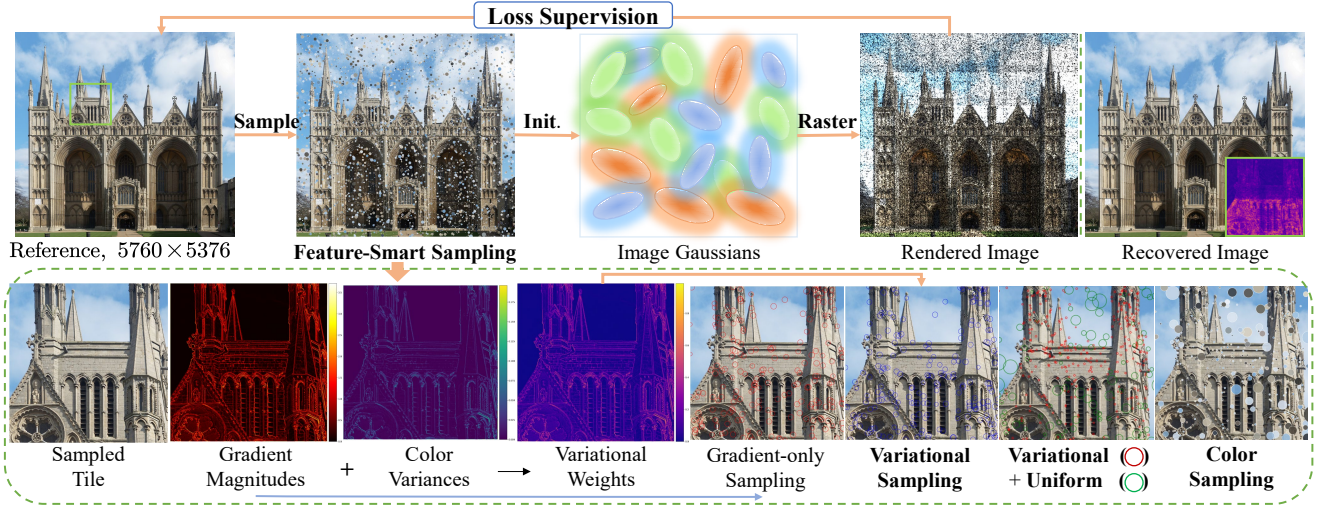 Loss Supervision
Sample
Init.
Raster
Reference, 5760×5376
Feature-Smart Sampling
Image Gaussians
Rendered Image
Recovered Image
Sampled
Tile
Gradient
Magnitudes
+
Color
Variances
Variational
Weights
Gradient-only
Sampling
Variational
Sampling
Variational (○)
+ Uniform (○)
Color
Sampling